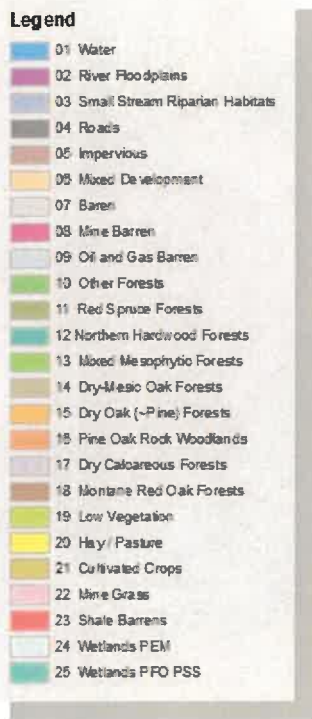 Legend
01 Water
02 River Floodplains
03 Small Stream Riparian Habitats
04 Roads
05 Impervious
06 Mixed Development
07 Baren
08 Mine Barren
09 Oil and Gas Barren
10 Other Forests
11 Red Spruce Forests
12 Northern Hardwood Forests
13 Mixed Mesophytic Forests
14 Dry-Mesic Oak Forests
15 Dry Oak (~Pine) Forests
16 Pine Oak Rock Woodlands
17 Dry Calcareous Forests
18 Montane Red Oak Forests
19 Low Vegetation
20 Hay / Pasture
21 Cultivated Crops
22 Mine Grass
23 Shale Barrens
24 Wetlands PEM
25 Wetlands PFO PSS